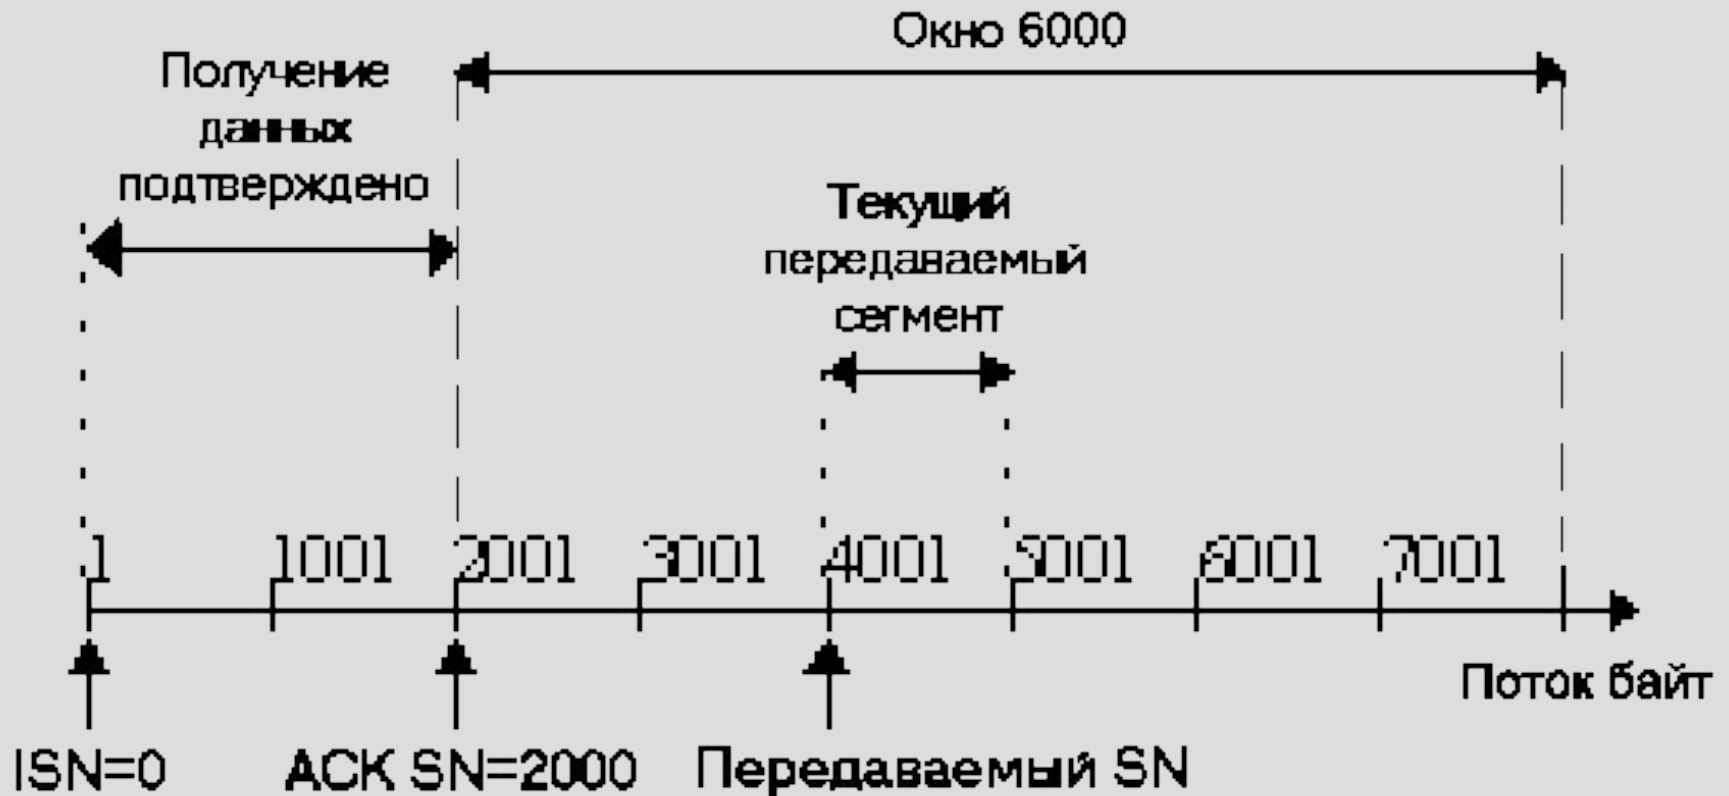 Окно 6000
Получение
данных
подтверждено
Текущий
передаваемый
сегмент
1 1001 2001 3001 4001 5001 6001 7001
Поток байт
ISN=0 ACK SN=2000 Передаваемый SN